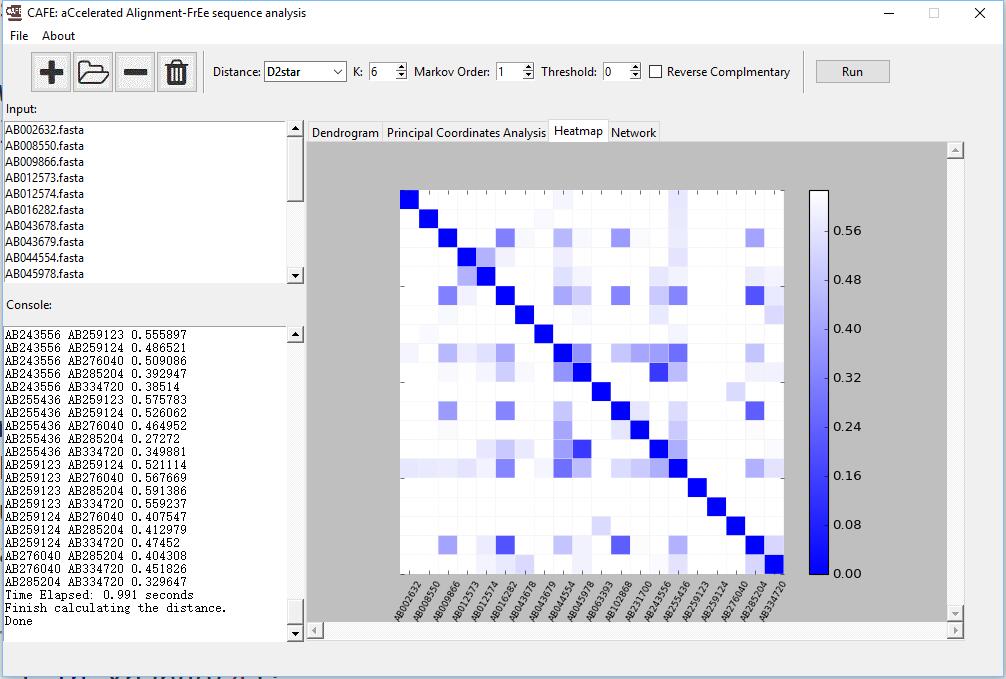 CAFE: aCcelerated Alignment-FrEe sequence analysis
File About
Distance: D2star K: 6 Markov Order: 1 Threshold: 0 Reverse Complmentary Run
Input:
AB002632.fasta
AB008550.fasta
AB009866.fasta
AB012573.fasta
AB012574.fasta
AB016282.fasta
AB043678.fasta
AB043679.fasta
AB044554.fasta
AB045978.fasta
Console:
AB243556 AB259123 0.555897
AB243556 AB259124 0.486521
AB243556 AB276040 0.509086
AB243556 AB285204 0.392947
AB243556 AB334720 0.38514
AB255436 AB259123 0.575783
AB255436 AB259124 0.526062
AB255436 AB276040 0.464952
AB255436 AB285204 0.27272
AB255436 AB334720 0.349881
AB259123 AB259124 0.521114
AB259123 AB276040 0.567669
AB259123 AB285204 0.591386
AB259123 AB334720 0.559237
AB259124 AB276040 0.407547
AB259124 AB285204 0.412979
AB259124 AB334720 0.47452
AB276040 AB285204 0.404308
AB276040 AB334720 0.451826
AB285204 AB334720 0.329647
Time Elapsed: 0.991 seconds
Finish calculating the distance.
Done
Dendrogram Principal Coordinates Analysis Heatmap Network
0.56
0.48
0.40
0.32
0.24
0.16
0.08
0.00
AB002632
AB008550
AB009866
AB012573
AB012574
AB016282
AB043678
AB043679
AB044554
AB045978
AB063393
AB102868
AB231700
AB243556
AB255436
AB259123
AB259124
AB276040
AB285204
AB334720